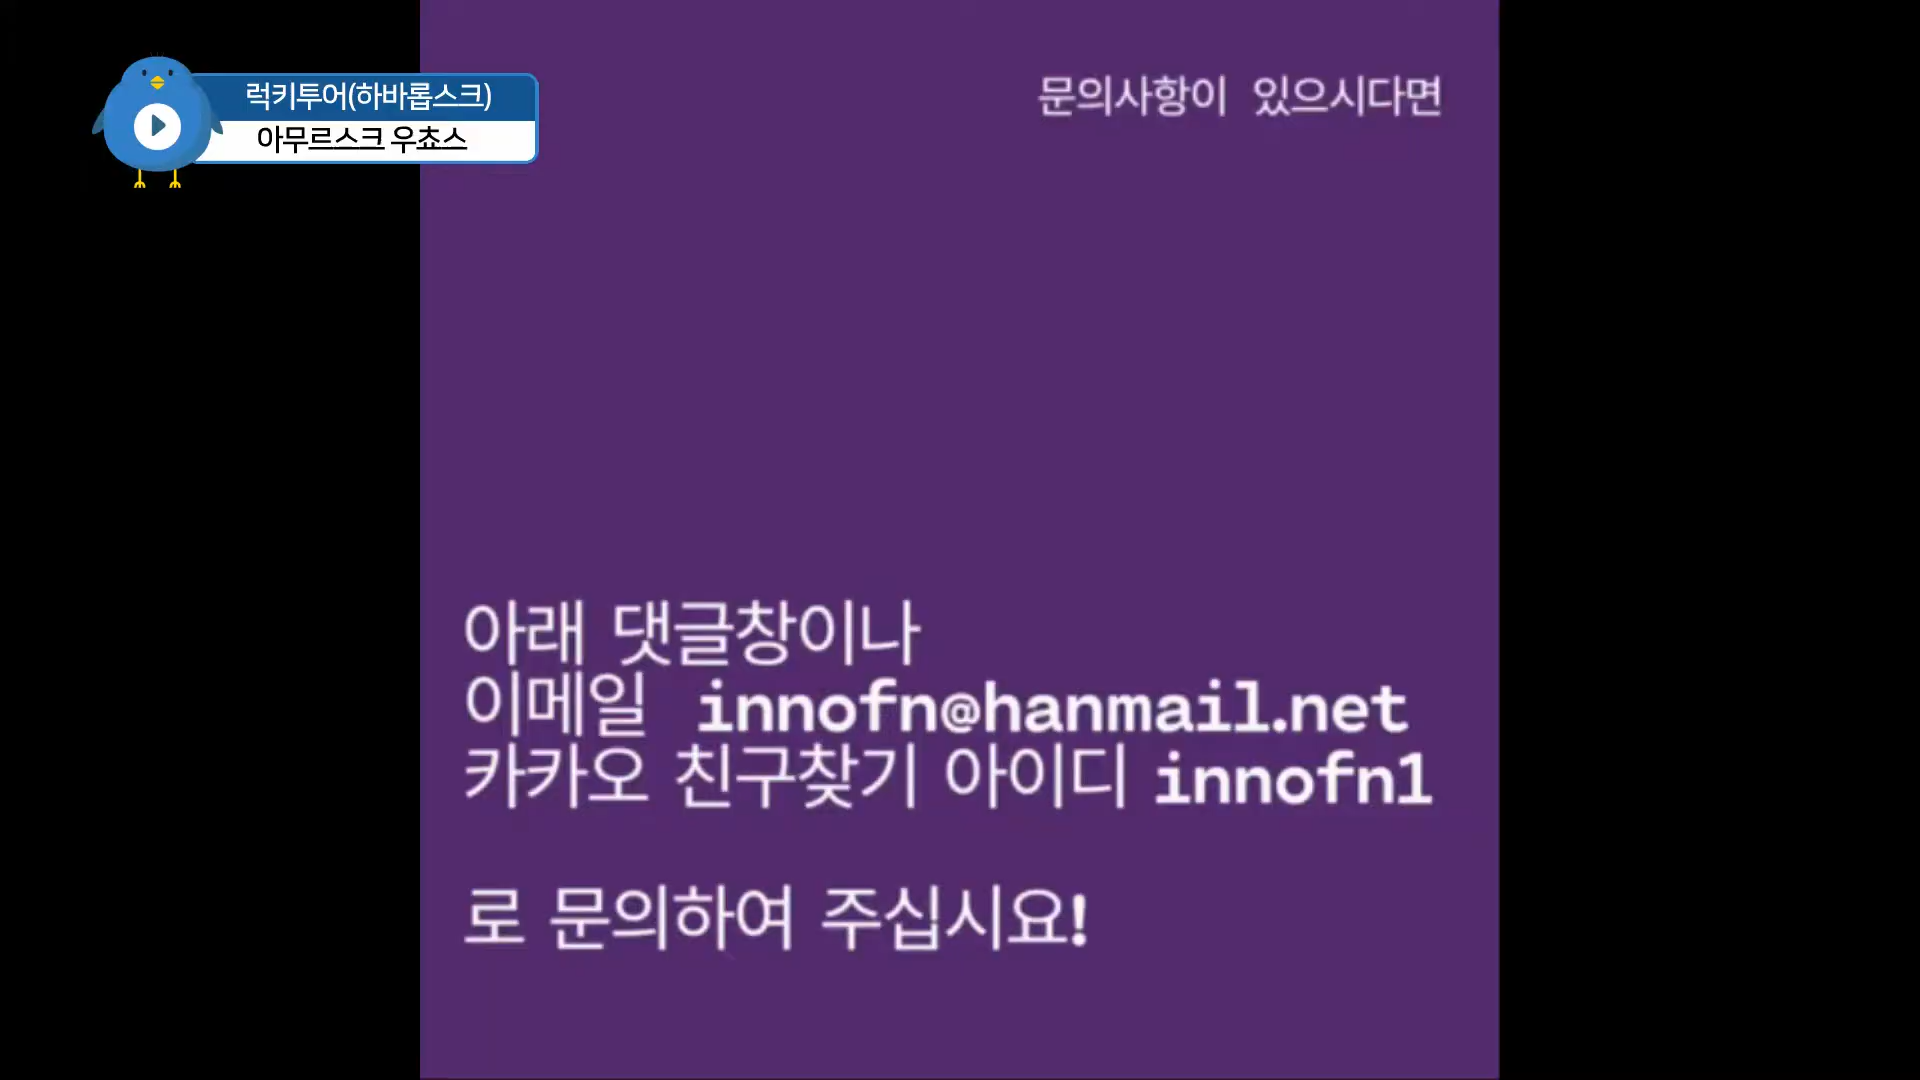 럭키투어(하바롭스크)
아무르스크 우쵸스
문의사항이 있으시다면
아래 댓글창이나
이메일 innofn@hanmail.net
카카오 친구찾기 아이디 innofn1
로 문의하여 주십시요!